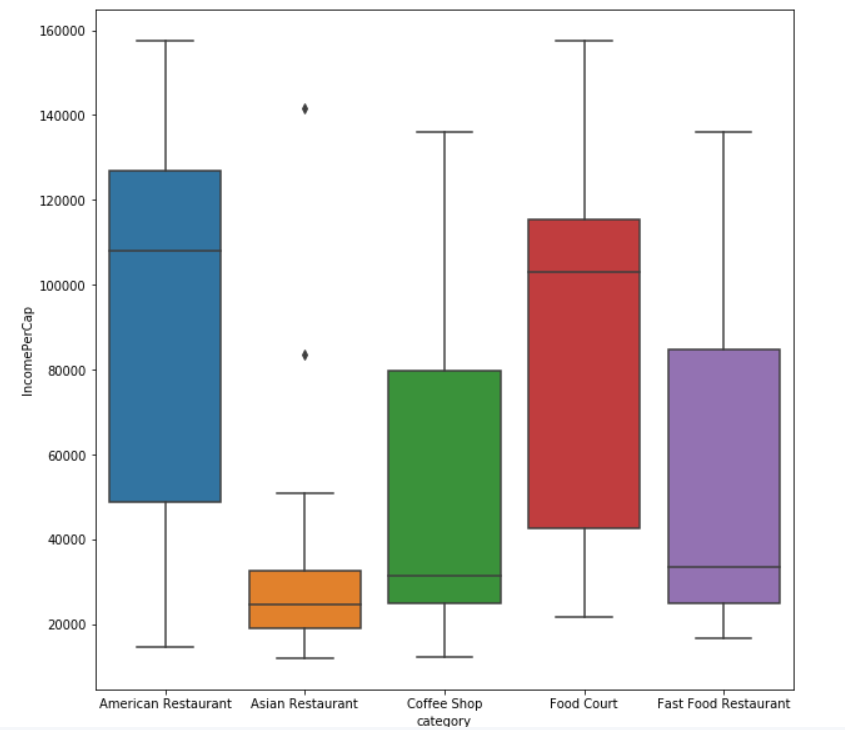 160000
140000
120000
100000
80000
60000
40000
20000
IncomePerCap
American Restaurant Asian Restaurant Coffee Shop Food Court Fast Food Restaurant
category